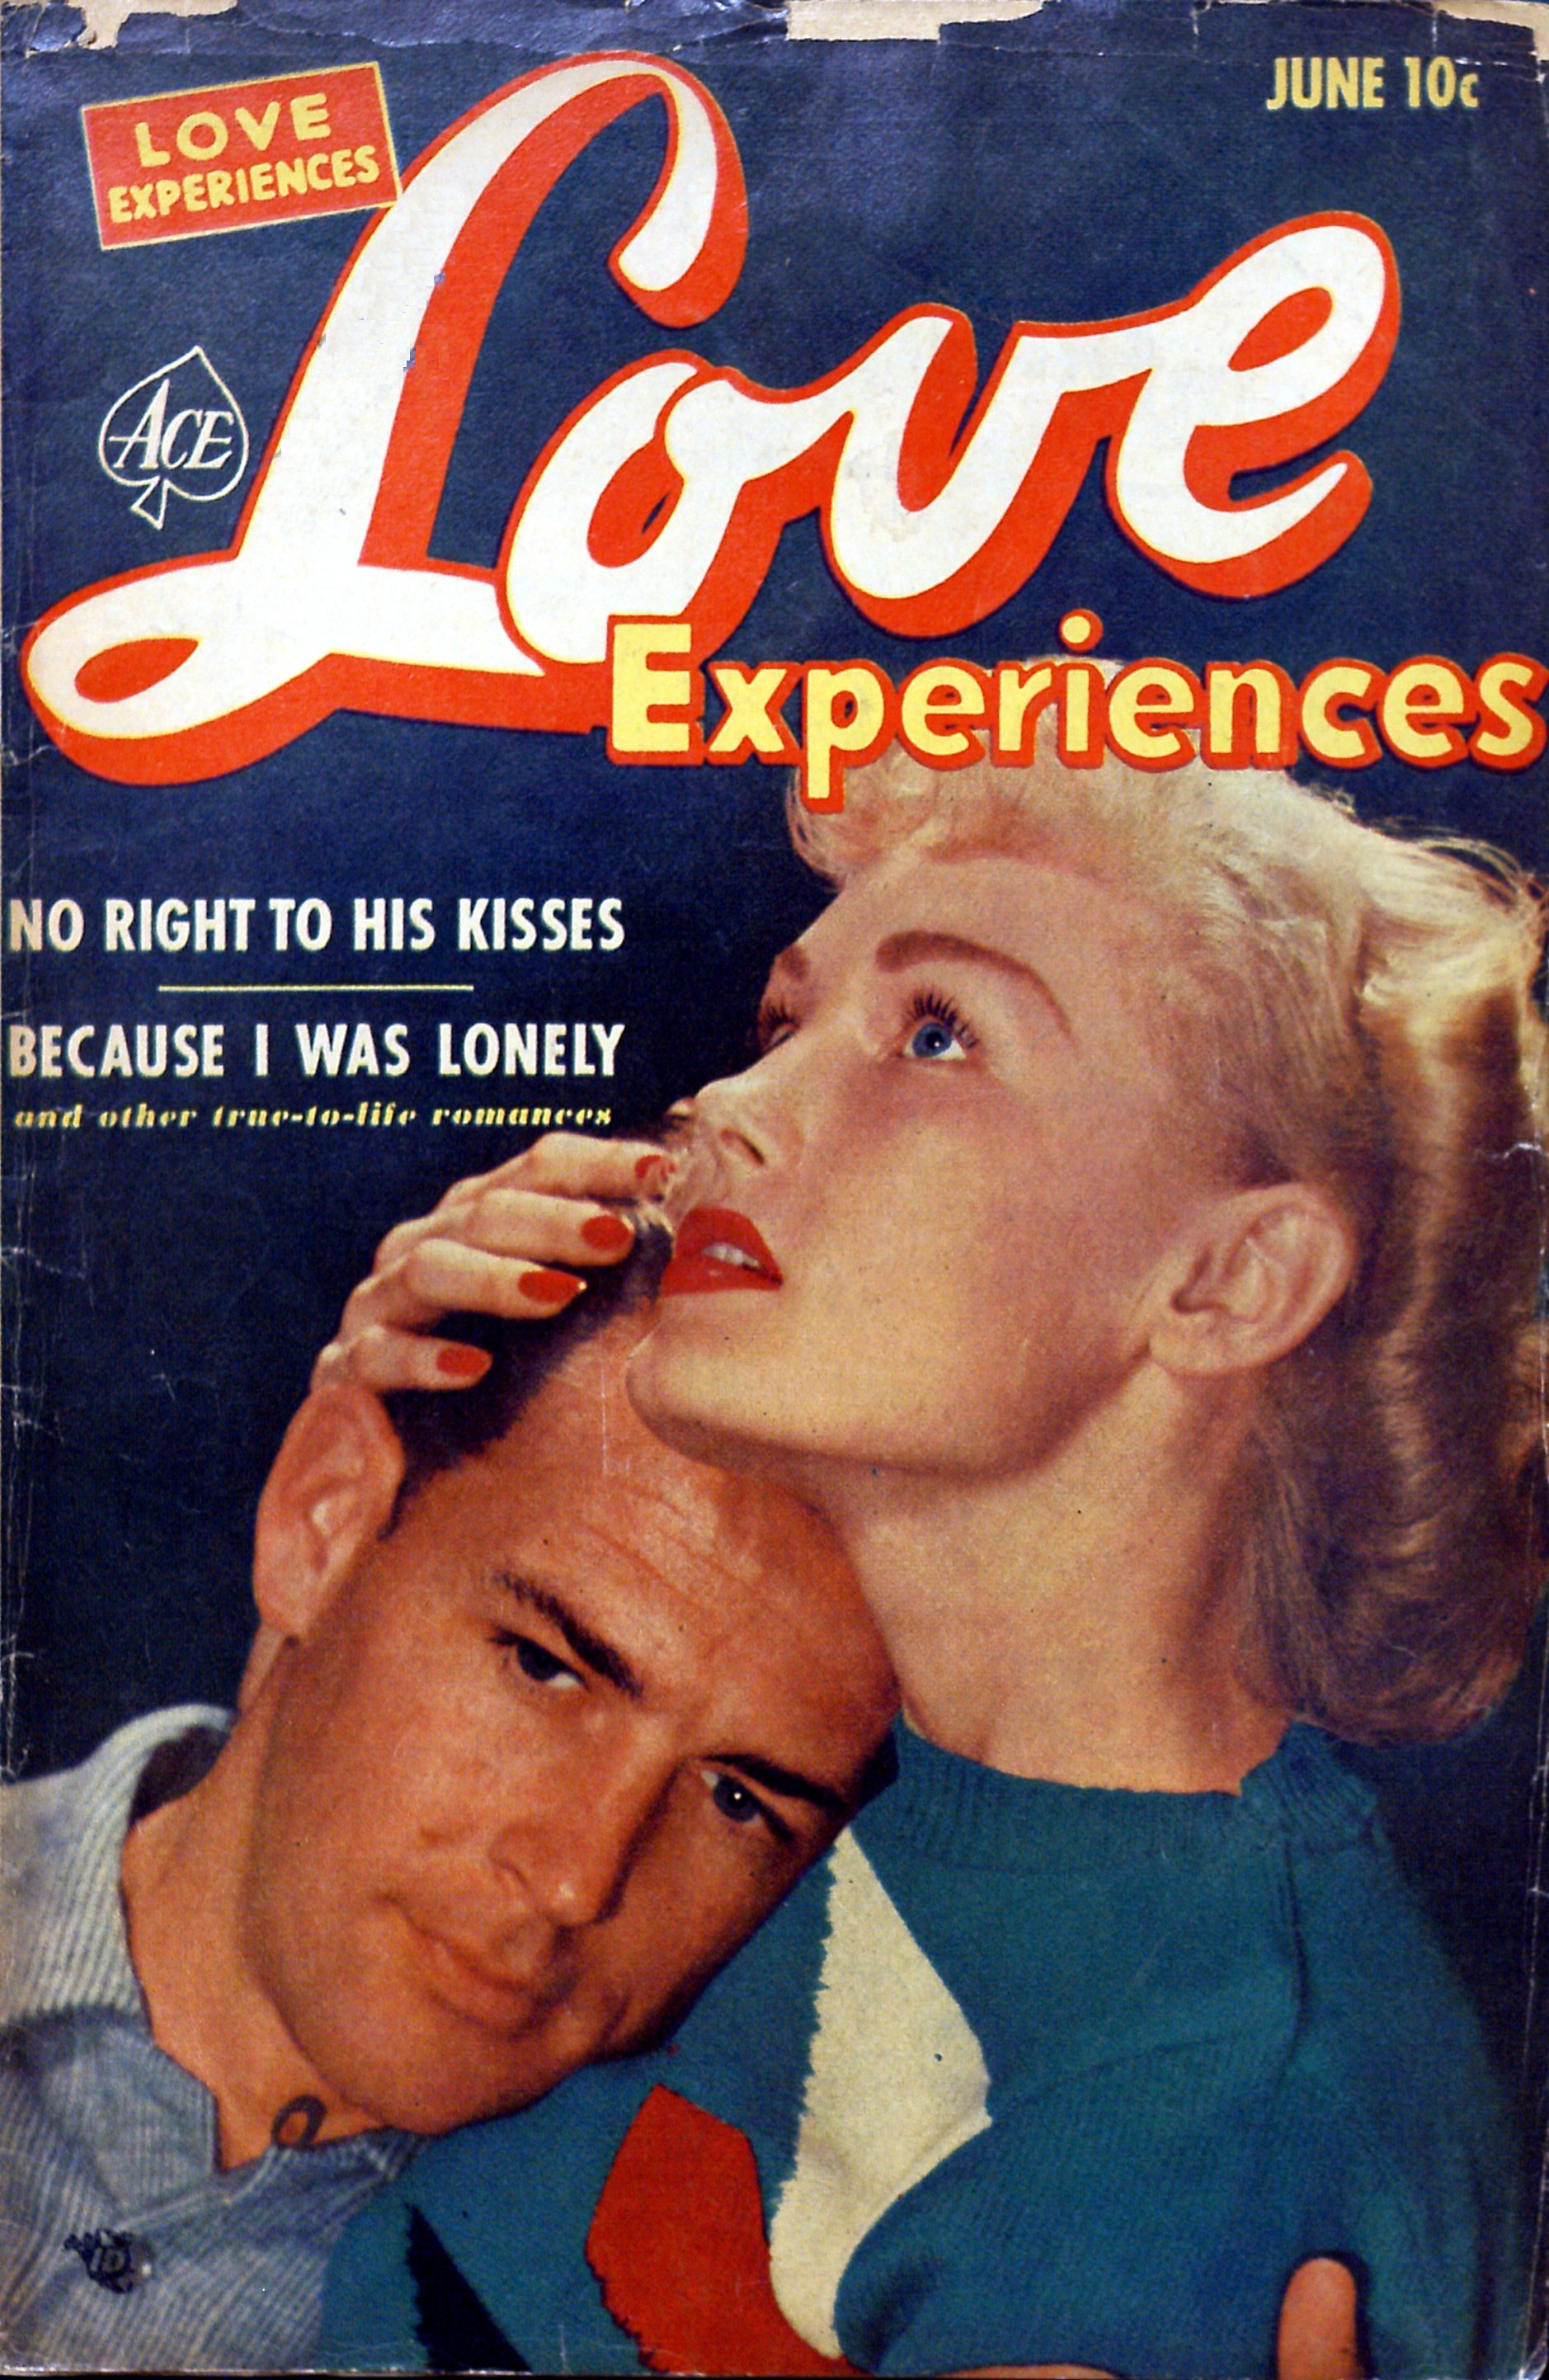 JUNE 10c
LOVE
EXPERIENCES
Love
ACE
Experiences
NO RIGHT TO HIS KISSES
BECAUSE I WAS LONELY
and other true-to-life romances